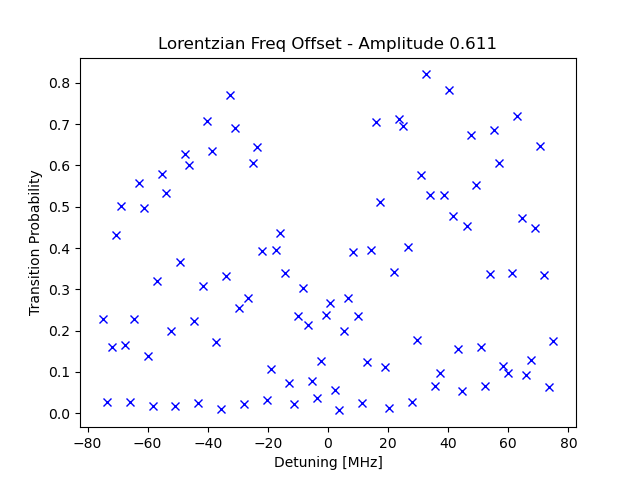 Lorentzian Freq Offset - Amplitude 0.611
Transition Probability
0.8
0.7
0.6
0.5
0.4
0.3
0.2
0.1
0.0
−80 −60 −40 −20 0 20 40 60 80
Detuning [MHz]